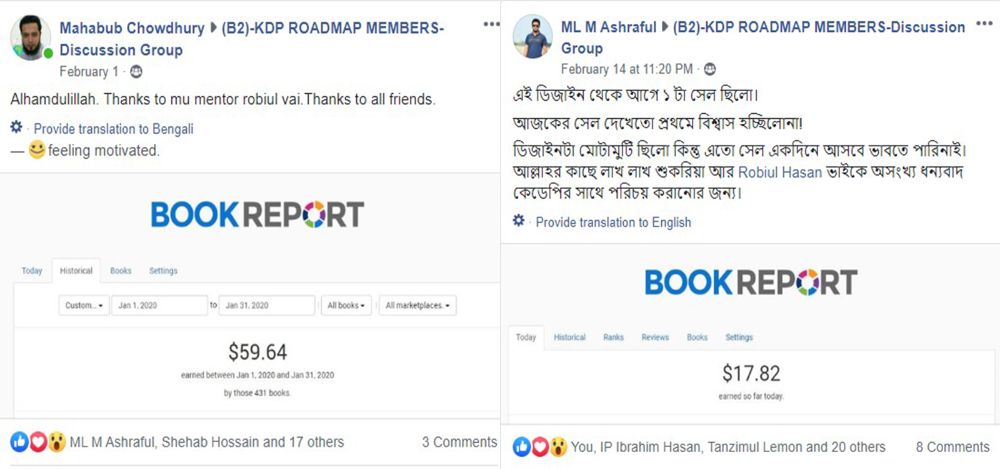 Mahabub Chowdhury ▸ (B2)-KDP ROADMAP MEMBERS-
Discussion Group
February 1 ·
Alhamdulillah. Thanks to mu mentor robiul vai.Thanks to all friends.
· Provide translation to Bengali
— feeling motivated.
BOOKREPORT
Today Historical Books Settings
Custom... Jan 1, 2020 to Jan 31, 2020 All books All marketplaces.
$59.64
earned between Jan 1, 2020 and Jan 31, 2020
by those 431 books.
ML M Ashraful, Shehab Hossain and 17 others 3 Comments
ML M Ashraful ▸ (B2)-KDP ROADMAP MEMBERS-Discussion
Group
February 14 at 11:20 PM ·
এই ডিজাইন থেকে আগে ১ টা সেল ছিলো।
আজকের সেল দেখেতো প্রথমে বিশ্বাস হচ্ছিলোনা!
ডিজাইনটা মোটামুটি ছিলো কিন্তু এতো সেল একদিনে আসবে ভাবতে পারিনাই।
আল্লাহর কাছে লাখ লাখ শুকরিয়া আর Robiul Hasan ভাইকে অসংখ্য ধন্যবাদ
কেডেপির সাথে পরিচয় করানোর জন্য।
· Provide translation to English
BOOKREPORT
Today Historical Ranks Reviews Books Settings
$17.82
earned so far today.
You, IP Ibrahim Hasan, Tanzimul Lemon and 20 others 8 Comments